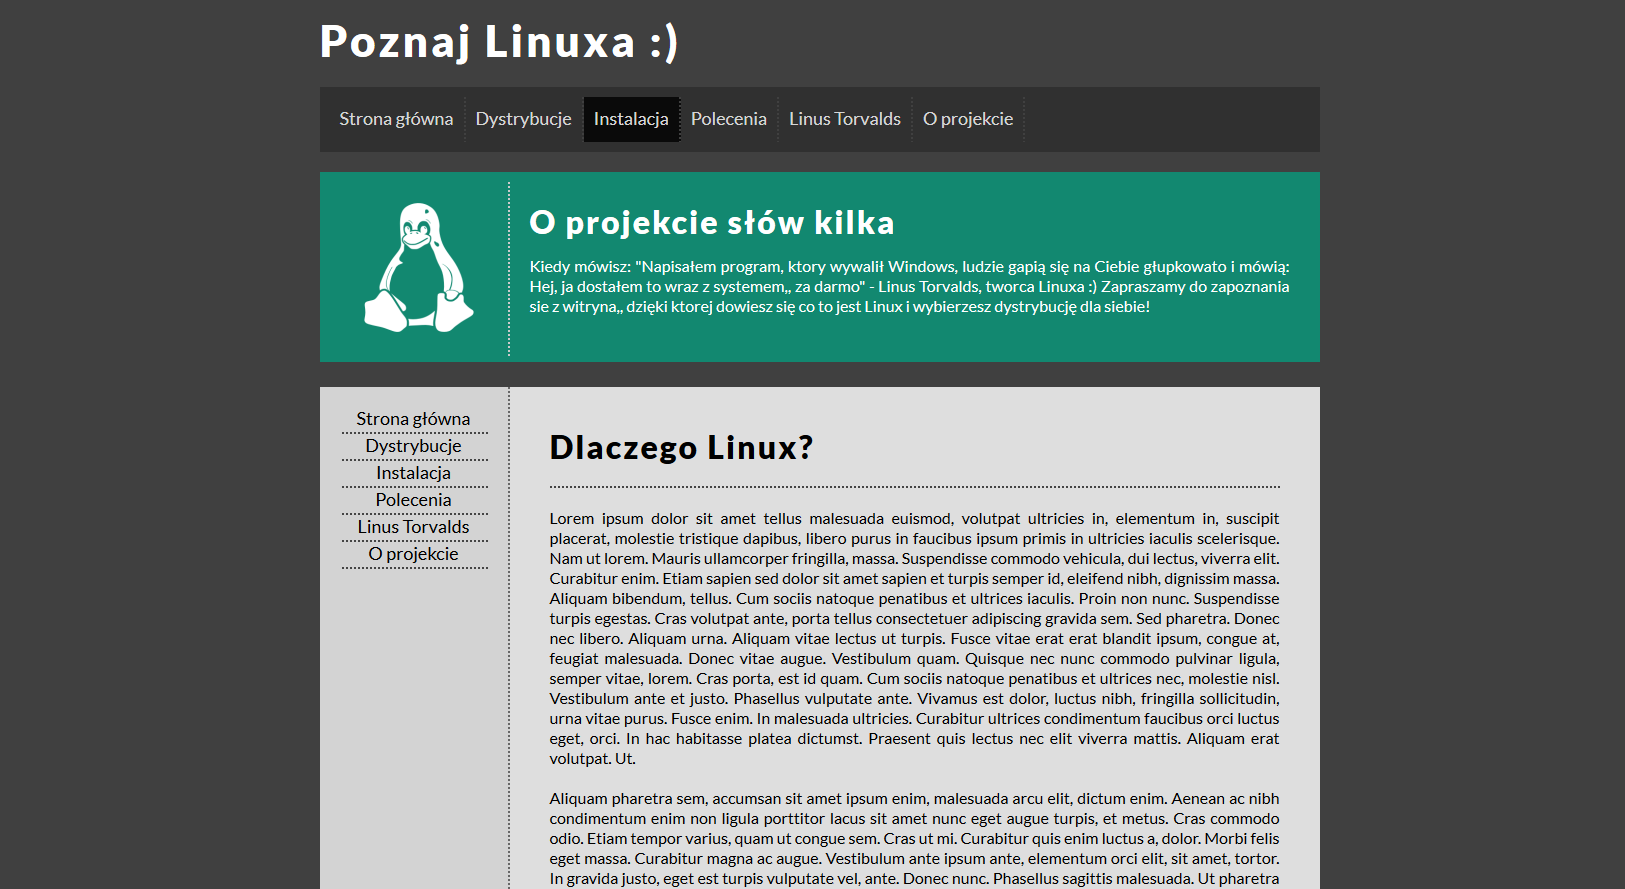 Poznaj Linuxa :)
Strona główna
Dystrybucje
Instalacja
Polecenia
Linus Torvalds
O projekcie
O projekcie słów kilka
Kiedy mówisz: "Napisałem program, ktory wywalił Windows, ludzie gapią się na Ciebie głupkowato i mówią:
Hej, ja dostałem to wraz z systemem,, za darmo" - Linus Torvalds, tworca Linuxa :) Zapraszamy do zapoznania
sie z witryna,, dzięki ktorej dowiesz się co to jest Linux i wybierzesz dystrybucję dla siebie!
Strona główna
Dystrybucje
Instalacja
Polecenia
Linus Torvalds
O projekcie
Dlaczego Linux?
Lorem ipsum dolor sit amet tellus malesuada euismod, volutpat ultricies in, elementum in, suscipit
placerat, molestie tristique dapibus, libero purus in faucibus ipsum primis in ultricies iaculis scelerisque.
Nam ut lorem. Mauris ullamcorper fringilla, massa. Suspendisse commodo vehicula, dui lectus, viverra elit.
Curabitur enim. Etiam sapien sed dolor sit amet sapien et turpis semper id, eleifend nibh, dignissim massa.
Aliquam bibendum, tellus. Cum sociis natoque penatibus et ultrices iaculis. Proin non nunc. Suspendisse
turpis egestas. Cras volutpat ante, porta tellus consectetuer adipiscing gravida sem. Sed pharetra. Donec
nec libero. Aliquam urna. Aliquam vitae lectus ut turpis. Fusce vitae erat erat blandit ipsum, congue at,
feugiat malesuada. Donec vitae augue. Vestibulum quam. Quisque nec nunc commodo pulvinar ligula,
semper vitae, lorem. Cras porta, est id quam. Cum sociis natoque penatibus et ultrices nec, molestie nisl.
Vestibulum ante et justo. Phasellus vulputate ante. Vivamus est dolor, luctus nibh, fringilla sollicitudin,
urna vitae purus. Fusce enim. In malesuada ultricies. Curabitur ultrices condimentum faucibus orci luctus
eget, orci. In hac habitasse platea dictumst. Praesent quis lectus nec elit viverra mattis. Aliquam erat
volutpat. Ut.
Aliquam pharetra sem, accumsan sit amet ipsum enim, malesuada arcu elit, dictum enim. Aenean ac nibh
condimentum enim non ligula porttitor lacus sit amet nunc eget augue turpis, et metus. Cras commodo
odio. Etiam tempor varius, quam ut congue sem. Cras ut mi. Curabitur quis enim luctus a, dolor. Morbi felis
eget massa. Curabitur magna ac augue. Vestibulum ante ipsum ante, elementum orci elit, sit amet, tortor.
In gravida justo, eget est turpis vulputate vel, ante. Donec nunc. Phasellus sagittis malesuada. Ut pharetra